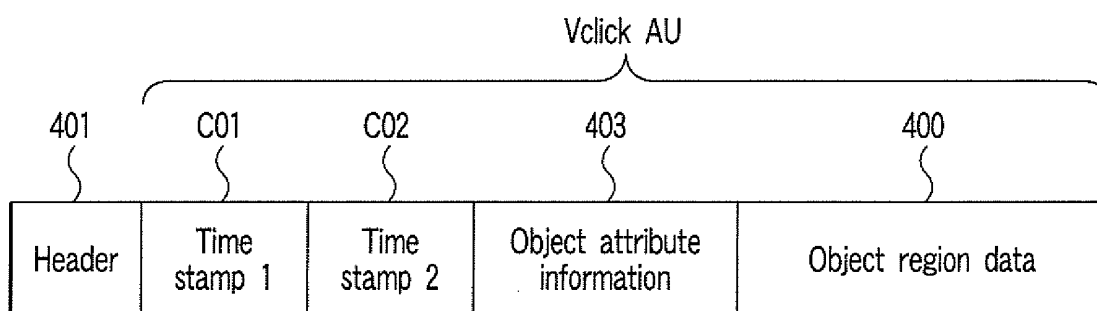 Vclick AU
401 C01 C02 403 400
Header
Time
stamp 1
Time
stamp 2
Object attribute
information
Object region data